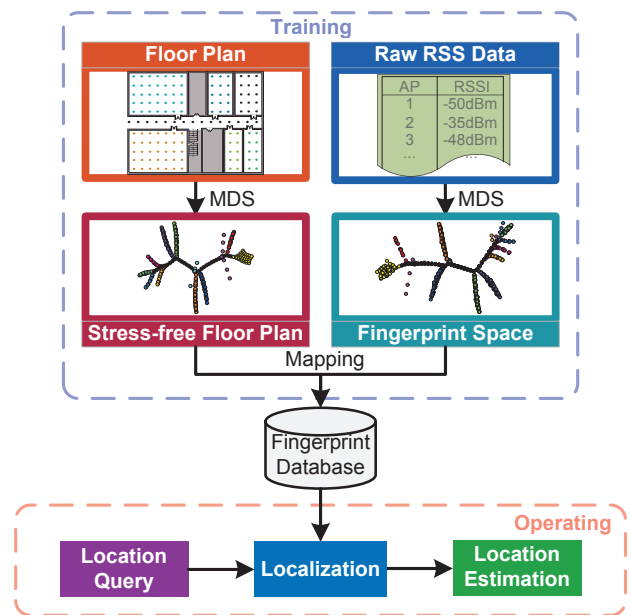 Training
Floor Plan
Raw RSS Data
AP RSSI
1 -50dBm
2 -35dBm
3 -48dBm
... ...
MDS
MDS
Stress-free Floor Plan
Fingerprint Space
Mapping
Fingerprint
Database
Operating
Location
Query
Localization
Location
Estimation